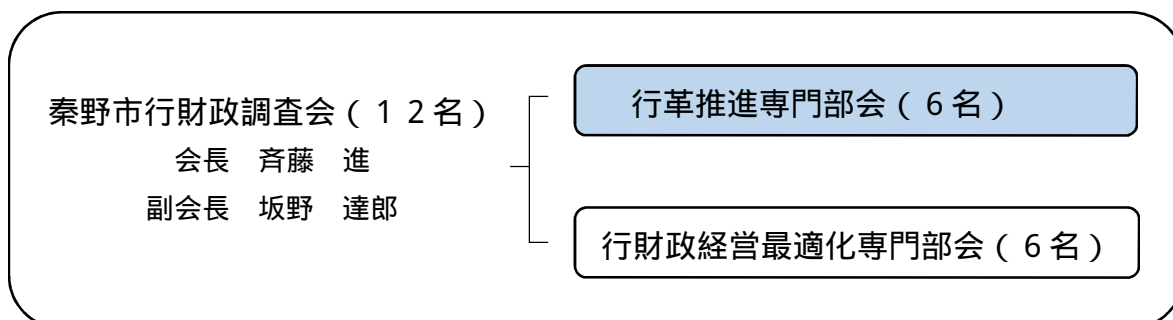 秦野市行財政調査会（１２名）
会長　斉藤　進
副会長　坂野　達郎
行革推進専門部会（６名）
行財政経営最適化専門部会（６名）